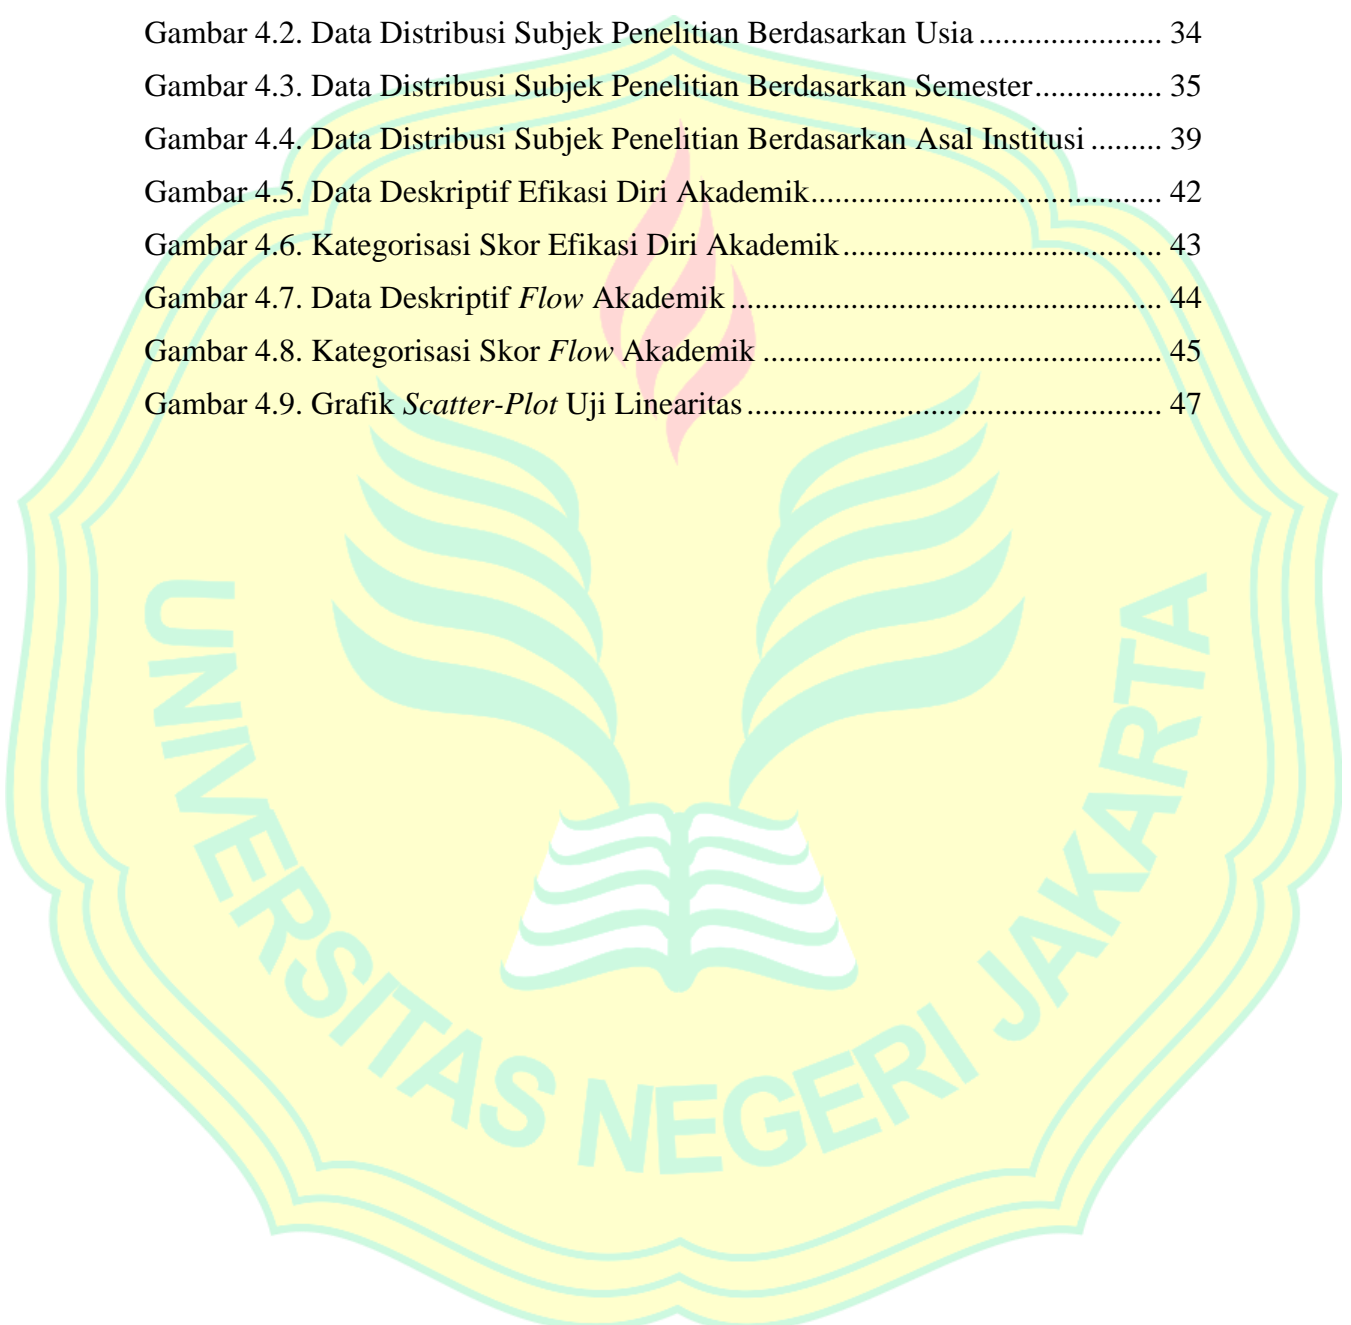 Gambar 4.2. Data Distribusi Subjek Penelitian Berdasarkan Usia ....................... 34
Gambar 4.3. Data Distribusi Subjek Penelitian Berdasarkan Semester................ 35
Gambar 4.4. Data Distribusi Subjek Penelitian Berdasarkan Asal Institusi ......... 39
Gambar 4.5. Data Deskriptif Efikasi Diri Akademik............................................ 42
Gambar 4.6. Kategorisasi Skor Efikasi Diri Akademik........................................ 43
Gambar 4.7. Data Deskriptif Flow Akademik ...................................................... 44
Gambar 4.8. Kategorisasi Skor Flow Akademik .................................................. 45
Gambar 4.9. Grafik Scatter-Plot Uji Linearitas.................................................... 47
UNIVERSITAS NEGERI JAKARTA